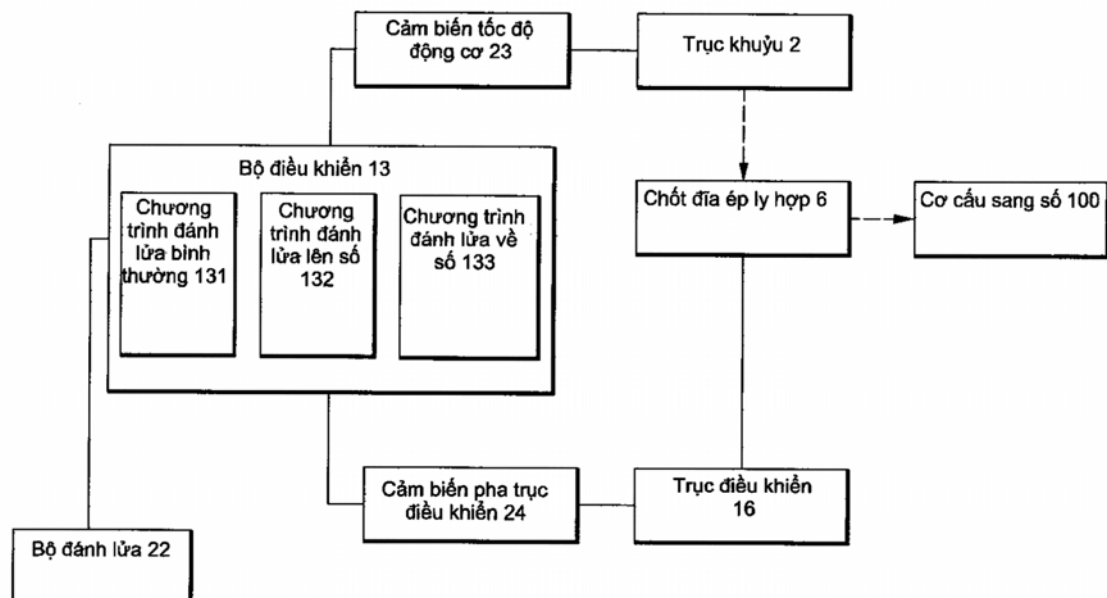 Cảm biến tốc độ
động cơ 23
Trục khuỷu 2
Bộ điều khiển 13
Chương
trình đánh
lửa bình
thường 131
Chương
trình đánh
lửa lên số
132
Chương trình
đánh lửa về
số 133
Chốt đĩa ép ly hợp 6
Cơ cấu sang số 100
Cảm biến pha trục
điều khiển 24
Trục điều khiển
16
Bộ đánh lửa 22